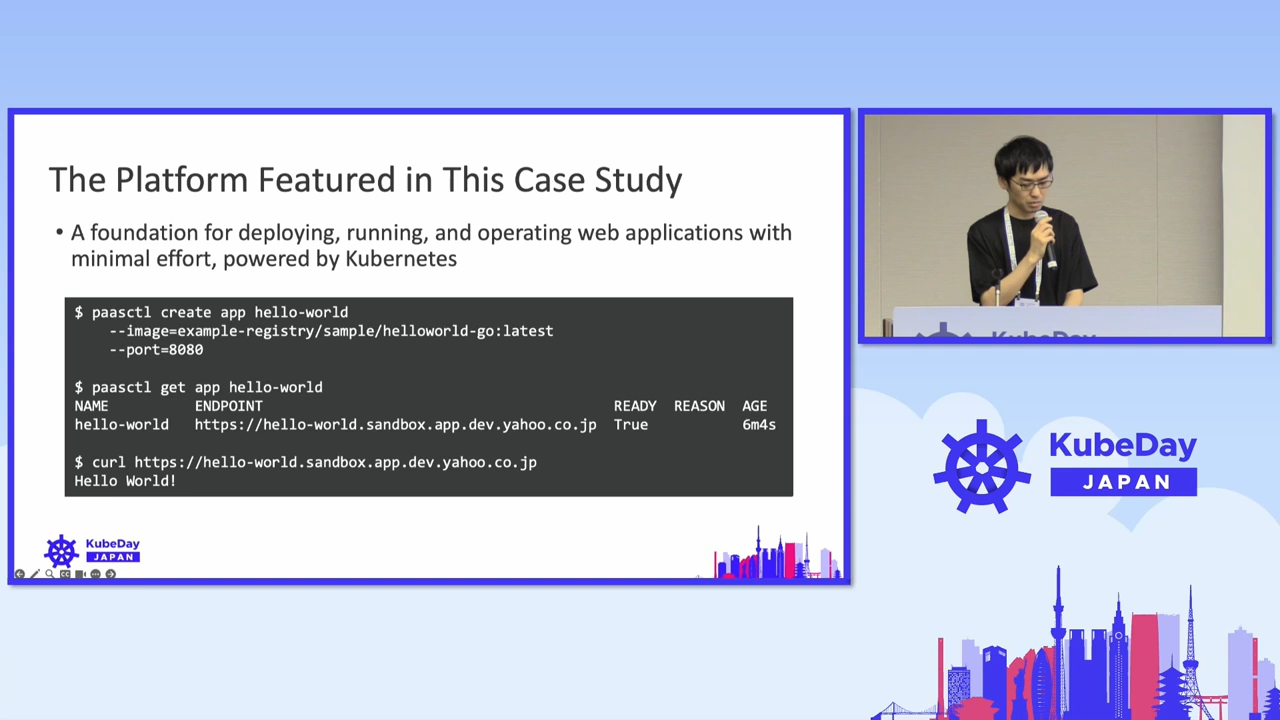 The Platform Featured in This Case Study
• A foundation for deploying, running, and operating web applications with
minimal effort, powered by Kubernetes
$ paasctl create app hello-world
--image=example-registry/sample/helloworld-go:latest
--port=8080
$ paasctl get app hello-world
NAME ENDPOINT READY REASON AGE
hello-world https://hello-world.sandbox.app.dev.yahoo.co.jp True 6m4s
$ curl https://hello-world.sandbox.app.dev.yahoo.co.jp
Hello World!
KubeDay
JAPAN
KubeDay
KubeDay
JAPAN